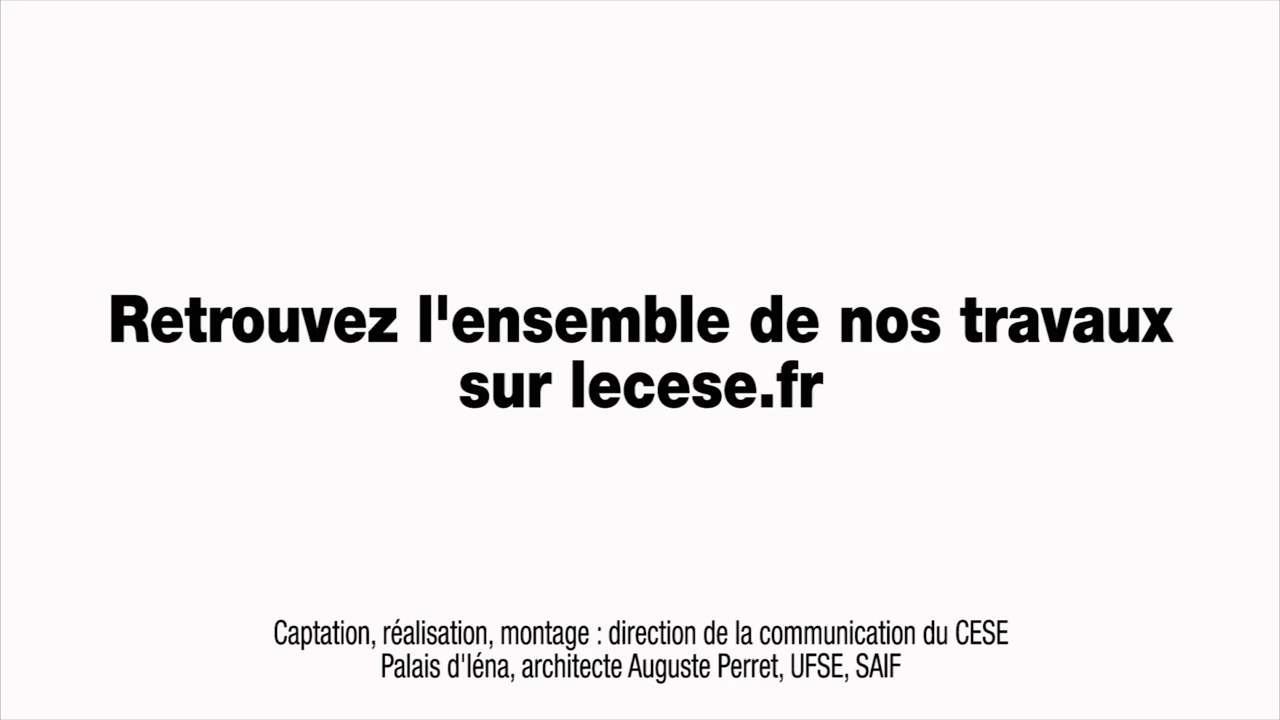 Retrouvez l'ensemble de nos travaux
sur lecese.fr
Captation, réalisation, montage : direction de la communication du CESE
Palais d'Iéna, architecte Auguste Perret, UFSE, SAIF